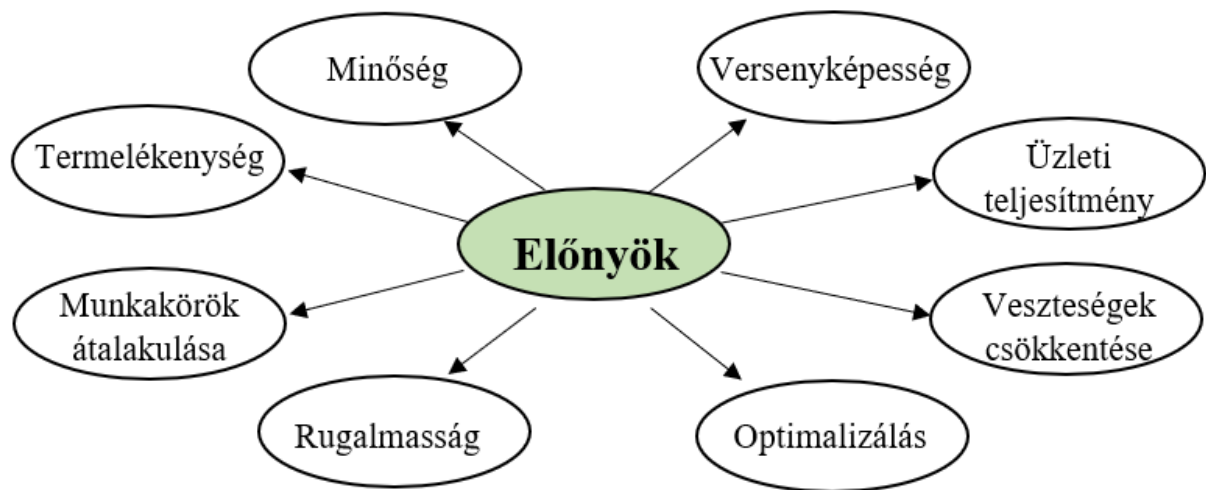 Minőség
Versenyképesség
Termelékenység
Üzleti
teljesítmény
Előnyök
Munkakörök
átalakulása
Veszteségek
csökkentése
Rugalmasság
Optimalizálás